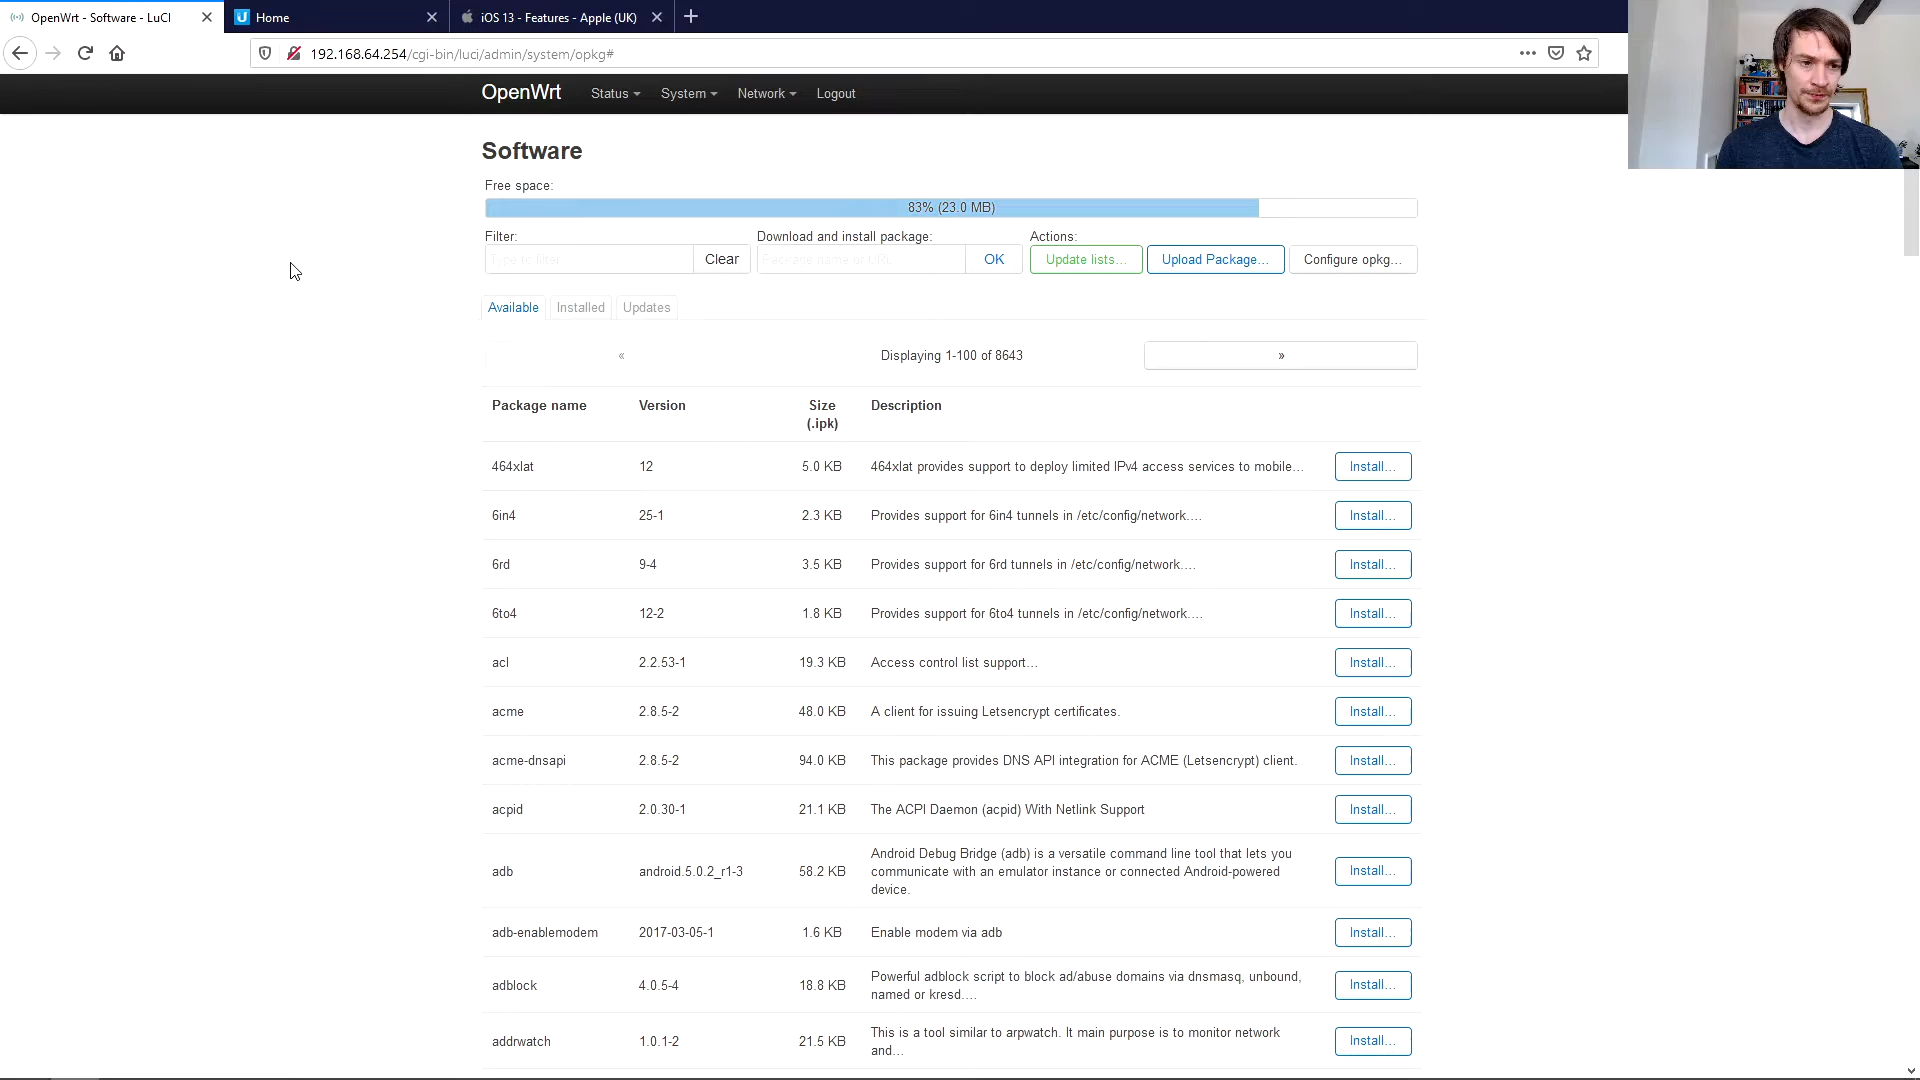 OpenWrt - Software - LuCI
Home
iOS 13 - Features - Apple (UK)
192.168.64.254/cgi-bin/luci/admin/system/opkg#
OpenWrt Status System Network Logout
Software
Free space:
83% (23.0 MB)
Filter: Download and install package: Actions:
Type to filter… Clear Package name or URL… OK Update lists… Upload Package… Configure opkg…
Available Installed Updates
« Displaying 1-100 of 8643 »
Package name Version Size (.ipk) Description
464xlat 12 5.0 KB 464xlat provides support to deploy limited IPv4 access services to mobile… Install…
6in4 25-1 2.3 KB Provides support for 6in4 tunnels in /etc/config/network.… Install…
6rd 9-4 3.5 KB Provides support for 6rd tunnels in /etc/config/network.… Install…
6to4 12-2 1.8 KB Provides support for 6to4 tunnels in /etc/config/network.… Install…
acl 2.2.53-1 19.3 KB Access control list support… Install…
acme 2.8.5-2 48.0 KB A client for issuing Letsencrypt certificates. Install…
acme-dnsapi 2.8.5-2 94.0 KB This package provides DNS API integration for ACME (Letsencrypt) client. Install…
acpid 2.0.30-1 21.1 KB The ACPI Daemon (acpid) With Netlink Support Install…
Android Debug Bridge (adb) is a versatile command line tool that lets you
adb android.5.0.2_r1-3 58.2 KB communicate with an emulator instance or connected Android-powered Install…
device.
adb-enablemodem 2017-03-05-1 1.6 KB Enable modem via adb Install…
Powerful adblock script to block ad/abuse domains via dnsmasq, unbound,
adblock 4.0.5-4 18.8 KB named or kresd.… Install…
This is a tool similar to arpwatch. It main purpose is to monitor network
addrwatch 1.0.1-2 21.5 KB and… Install…